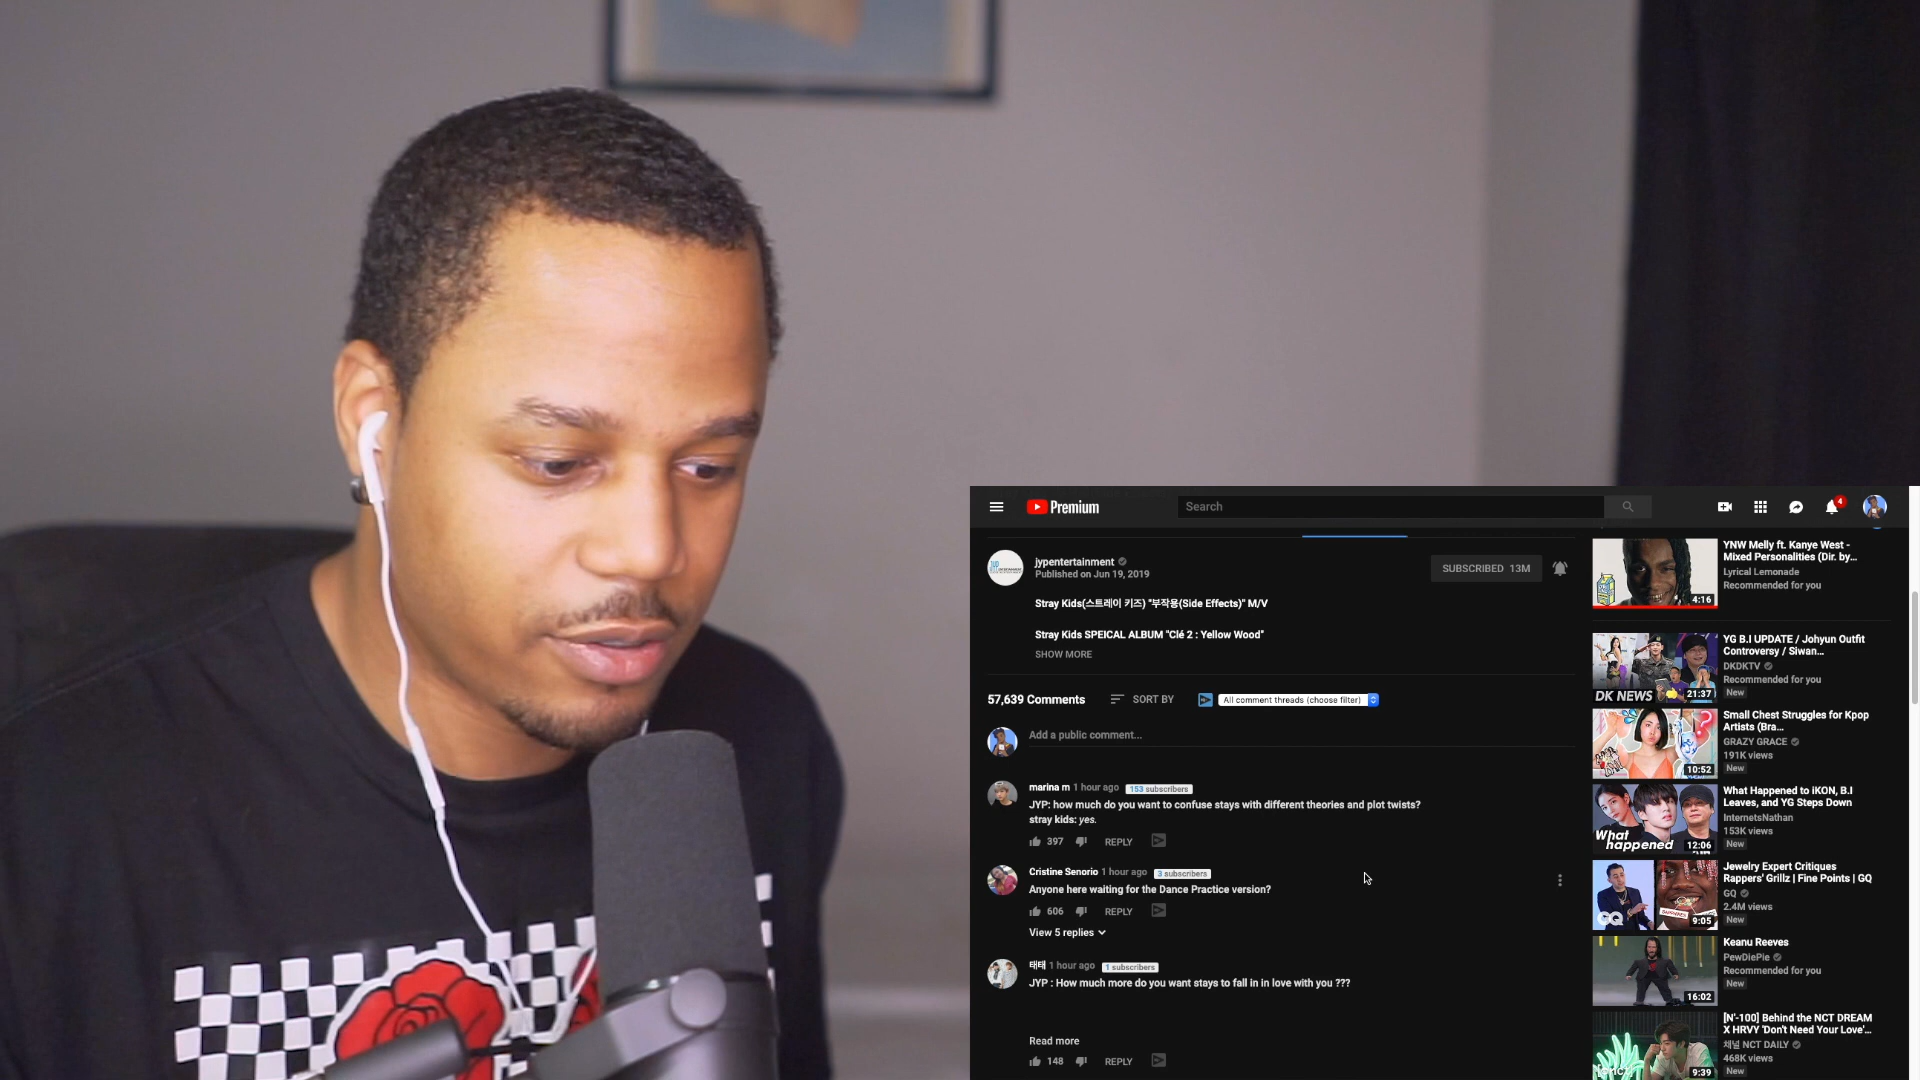 Premium
Search
4
jypentertainment
Published on Jun 19, 2019
SUBSCRIBED 13M
Stray Kids(스트레이 키즈) "부작용(Side Effects)" M/V
Stray Kids SPEICAL ALBUM "Clé 2 : Yellow Wood"
SHOW MORE
57,639 Comments
SORT BY
All comment threads (choose filter)
Add a public comment...
marina m 1 hour ago 153 subscribers
JYP: how much do you want to confuse stays with different theories and plot twists?
stray kids: yes.
397 REPLY
Cristine Senorio 1 hour ago 3 subscribers
Anyone here waiting for the Dance Practice version?
606 REPLY
View 5 replies
태태 1 hour ago 1 subscribers
JYP : How much more do you want stays to fall in in love with you ???
Read more
148 REPLY
4:16
YNW Melly ft. Kanye West -
Mixed Personalities (Dir. by...
Lyrical Lemonade
Recommended for you
DK NEWS
21:37
YG B.I UPDATE / Johyun Outfit
Controversy / Siwan...
DKDKTV
Recommended for you
New
10:52
Small Chest Struggles for Kpop
Artists (Bra...
GRAZY GRACE
191K views
New
What
happened
12:06
What Happened to iKON, B.I
Leaves, and YG Steps Down
InternetsNathan
153K views
New
GQ
9:05
Jewelry Expert Critiques
Rappers' Grillz | Fine Points | GQ
GQ
2.4M views
New
16:02
Keanu Reeves
PewDiePie
Recommended for you
New
9:39
[N'-100] Behind the NCT DREAM
X HRVY 'Don't Need Your Love'...
채널 NCT DAILY
468K views
New